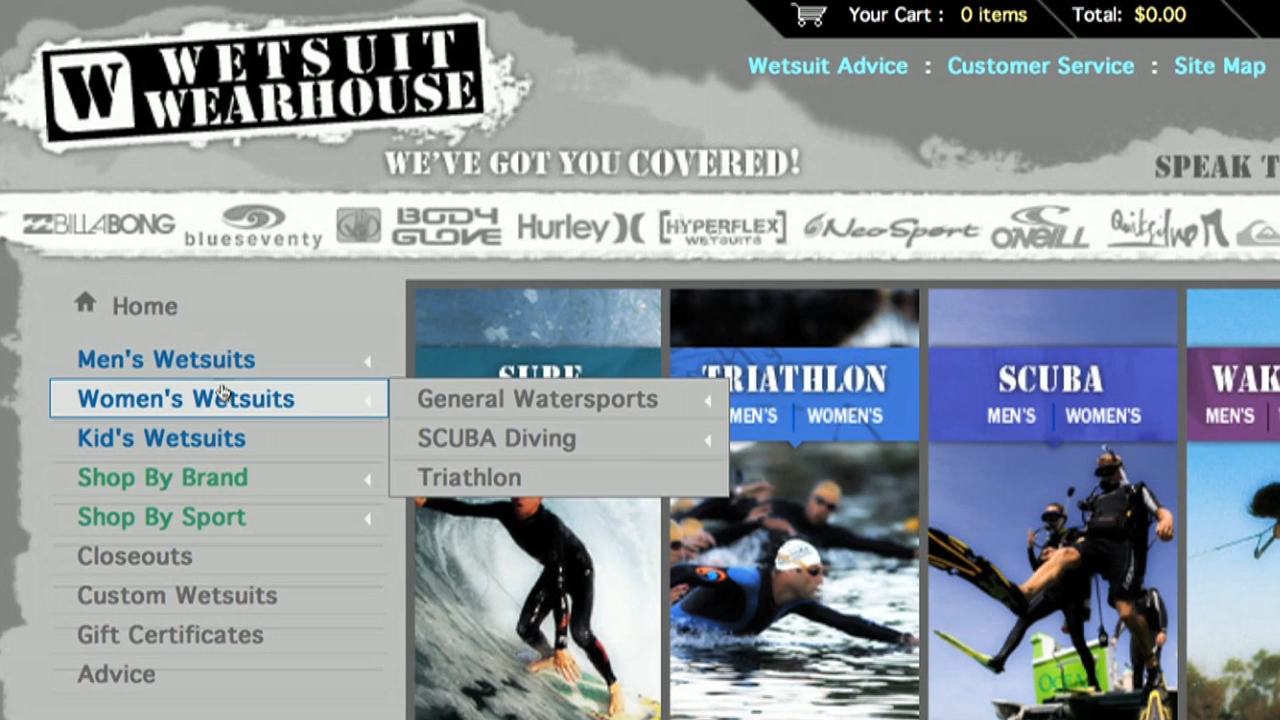 Your Cart : 0 items Total: $0.00
W WETSUIT
WEARHOUSE
Wetsuit Advice : Customer Service : Site Map
WE'VE GOT YOU COVERED!
SPEAK T
BILLABONG blueseventy BODY GLOVE Hurley HYPERFLEX WETSUITS NeoSport O'NEILL Quiksilver
Home
Men's Wetsuits
Women's Wetsuits
Kid's Wetsuits
Shop By Brand
Shop By Sport
Closeouts
Custom Wetsuits
Gift Certificates
Advice
General Watersports
SCUBA Diving
Triathlon
SURF
TRIATHLON
MEN'S WOMEN'S
SCUBA
MEN'S WOMEN'S
WAK
MEN'S